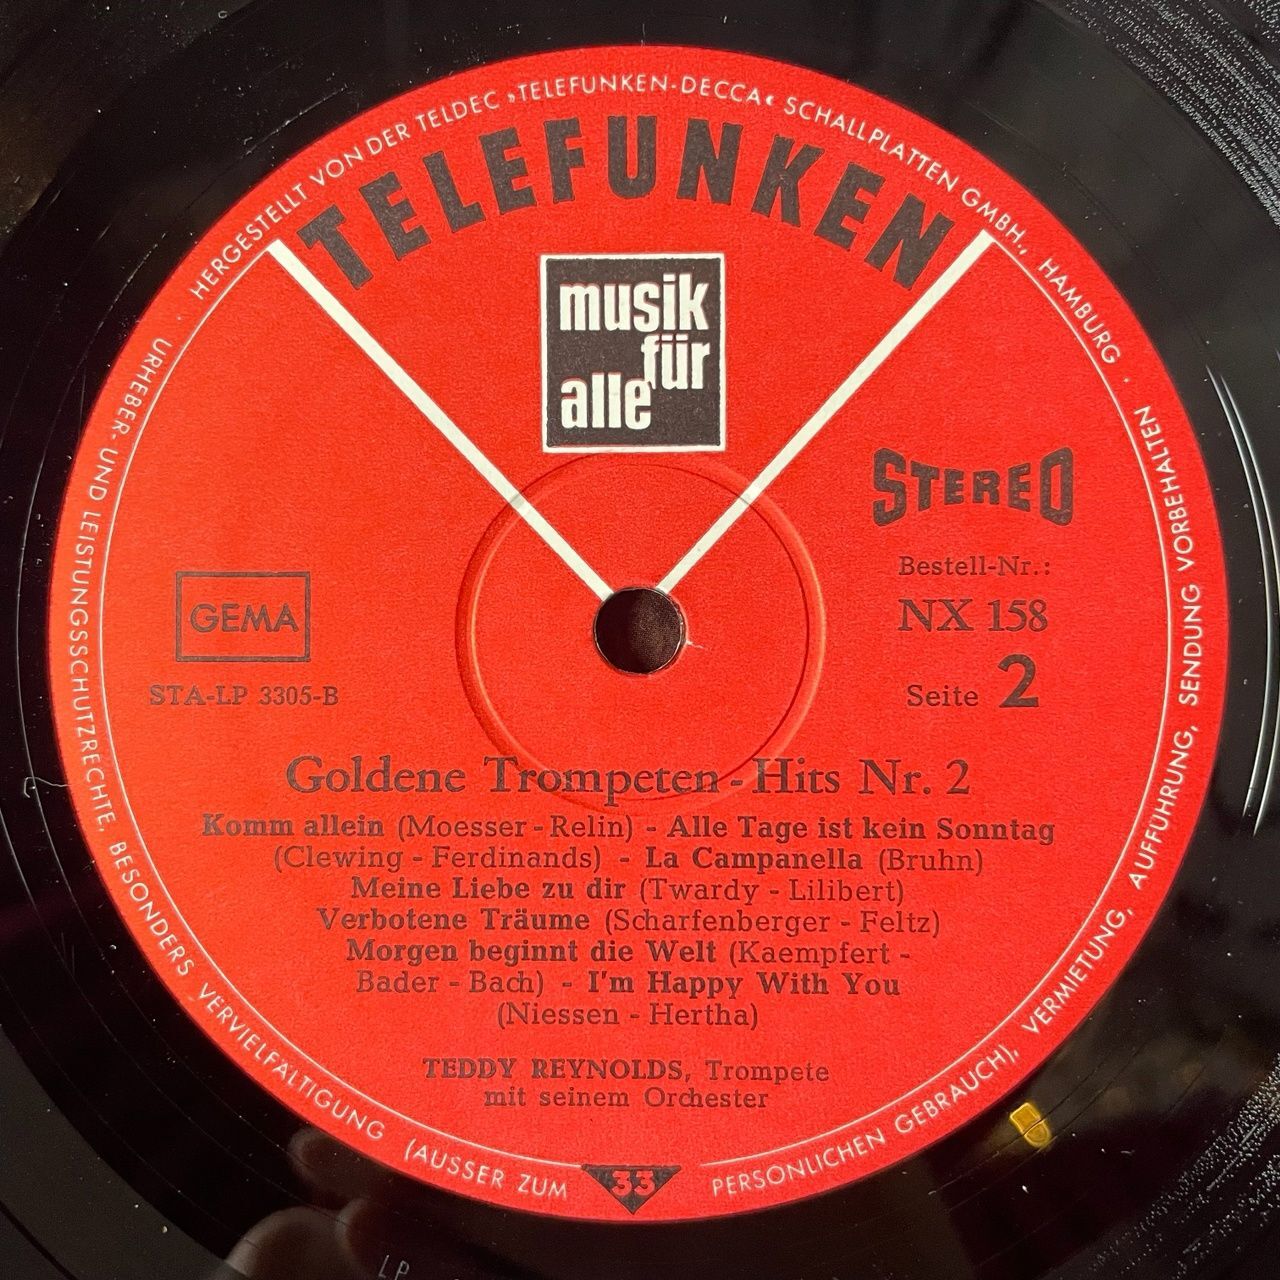 HERGESTELLT VON DER TELDEC »TELEFUNKEN-DECCA« SCHALLPLATTEN GMBH., HAMBURG ·
URHEBER- UND LEISTUNGSSCHUTZRECHTE, BESONDERS VERVIELFÄLTIGUNG (AUSSER ZUM PERSÖNLICHEN GEBRAUCH), VERMIETUNG, AUFFÜHRUNG, SENDUNG VORBEHALTEN ·
TELEFUNKEN
musik
für
alle
STEREO
Bestell-Nr.:
NX 158
Seite 2
GEMA
STA-LP 3305-B
Goldene Trompeten-Hits Nr. 2
Komm allein (Moesser - Relin) - Alle Tage ist kein Sonntag
(Clewing - Ferdinands) - La Campanella (Bruhn)
Meine Liebe zu dir (Twardy - Lilibert)
Verbotene Träume (Scharfenberger - Feltz)
Morgen beginnt die Welt (Kaempfert -
Bader - Bach) - I'm Happy With You
(Niessen - Hertha)
TEDDY REYNOLDS, Trompete
mit seinem Orchester
33
LP